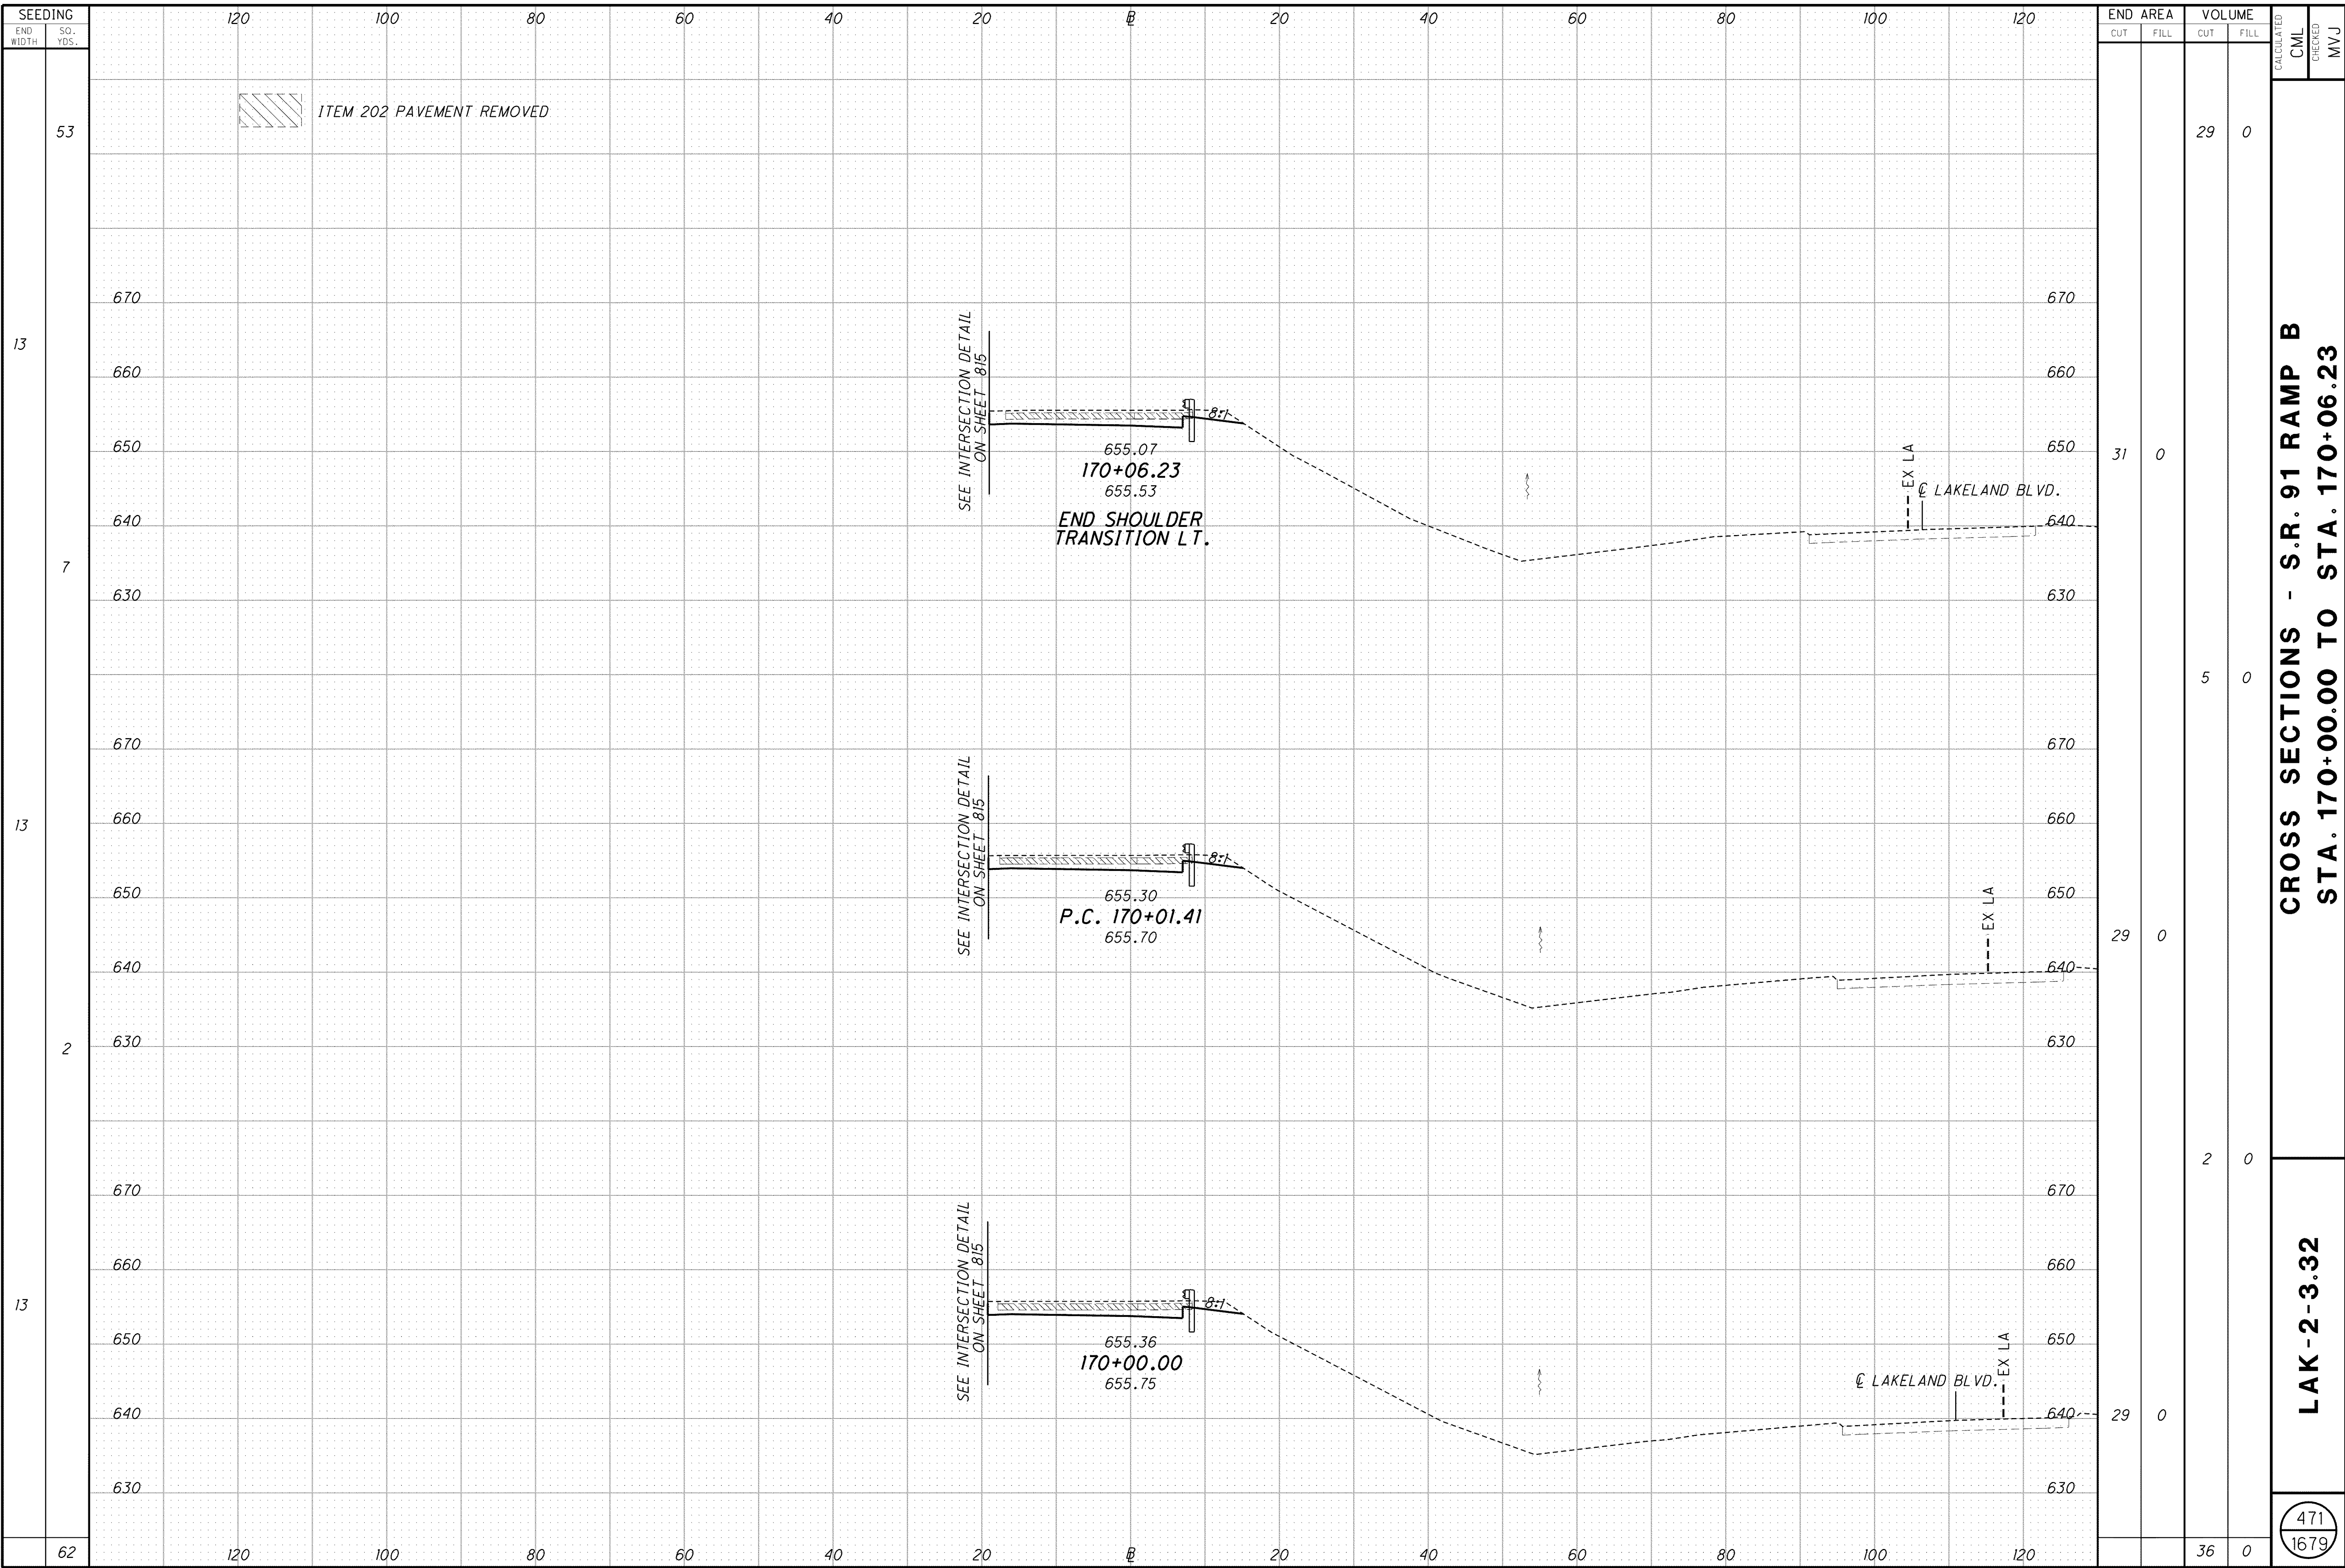 SEEDING
END WIDTH
SQ. YDS.
120 100 80 60 40 20 ℄ 20 40 60 80 100 120
END AREA
VOLUME
CUT FILL CUT FILL
CALCULATED
CML
CHECKED
MVJ
ITEM 202 PAVEMENT REMOVED
53
29 0
670 670
13
660 660
650 650
640 640
630 630
SEE INTERSECTION DETAIL
ON SHEET 815
8:1
655.07
170+06.23
655.53
END SHOULDER
TRANSITION LT.
EX LA
℄ LAKELAND BLVD.
31 0
7
5 0
670 670
660 660
13
650 650
640 640
630 630
SEE INTERSECTION DETAIL
ON SHEET 815
8:1
655.30
P.C. 170+01.41
655.70
EX LA
29 0
2
2 0
670 670
660 660
13
650 650
640 640
630 630
SEE INTERSECTION DETAIL
ON SHEET 815
8:1
655.36
170+00.00
655.75
℄ LAKELAND BLVD.
EX LA
29 0
62
120 100 80 60 40 20 20 40 60 80 100 120
36 0
CROSS SECTIONS - S.R. 91 RAMP B
STA. 170+00.00 TO STA. 170+06.23
LAK-2-3.32
471
1679